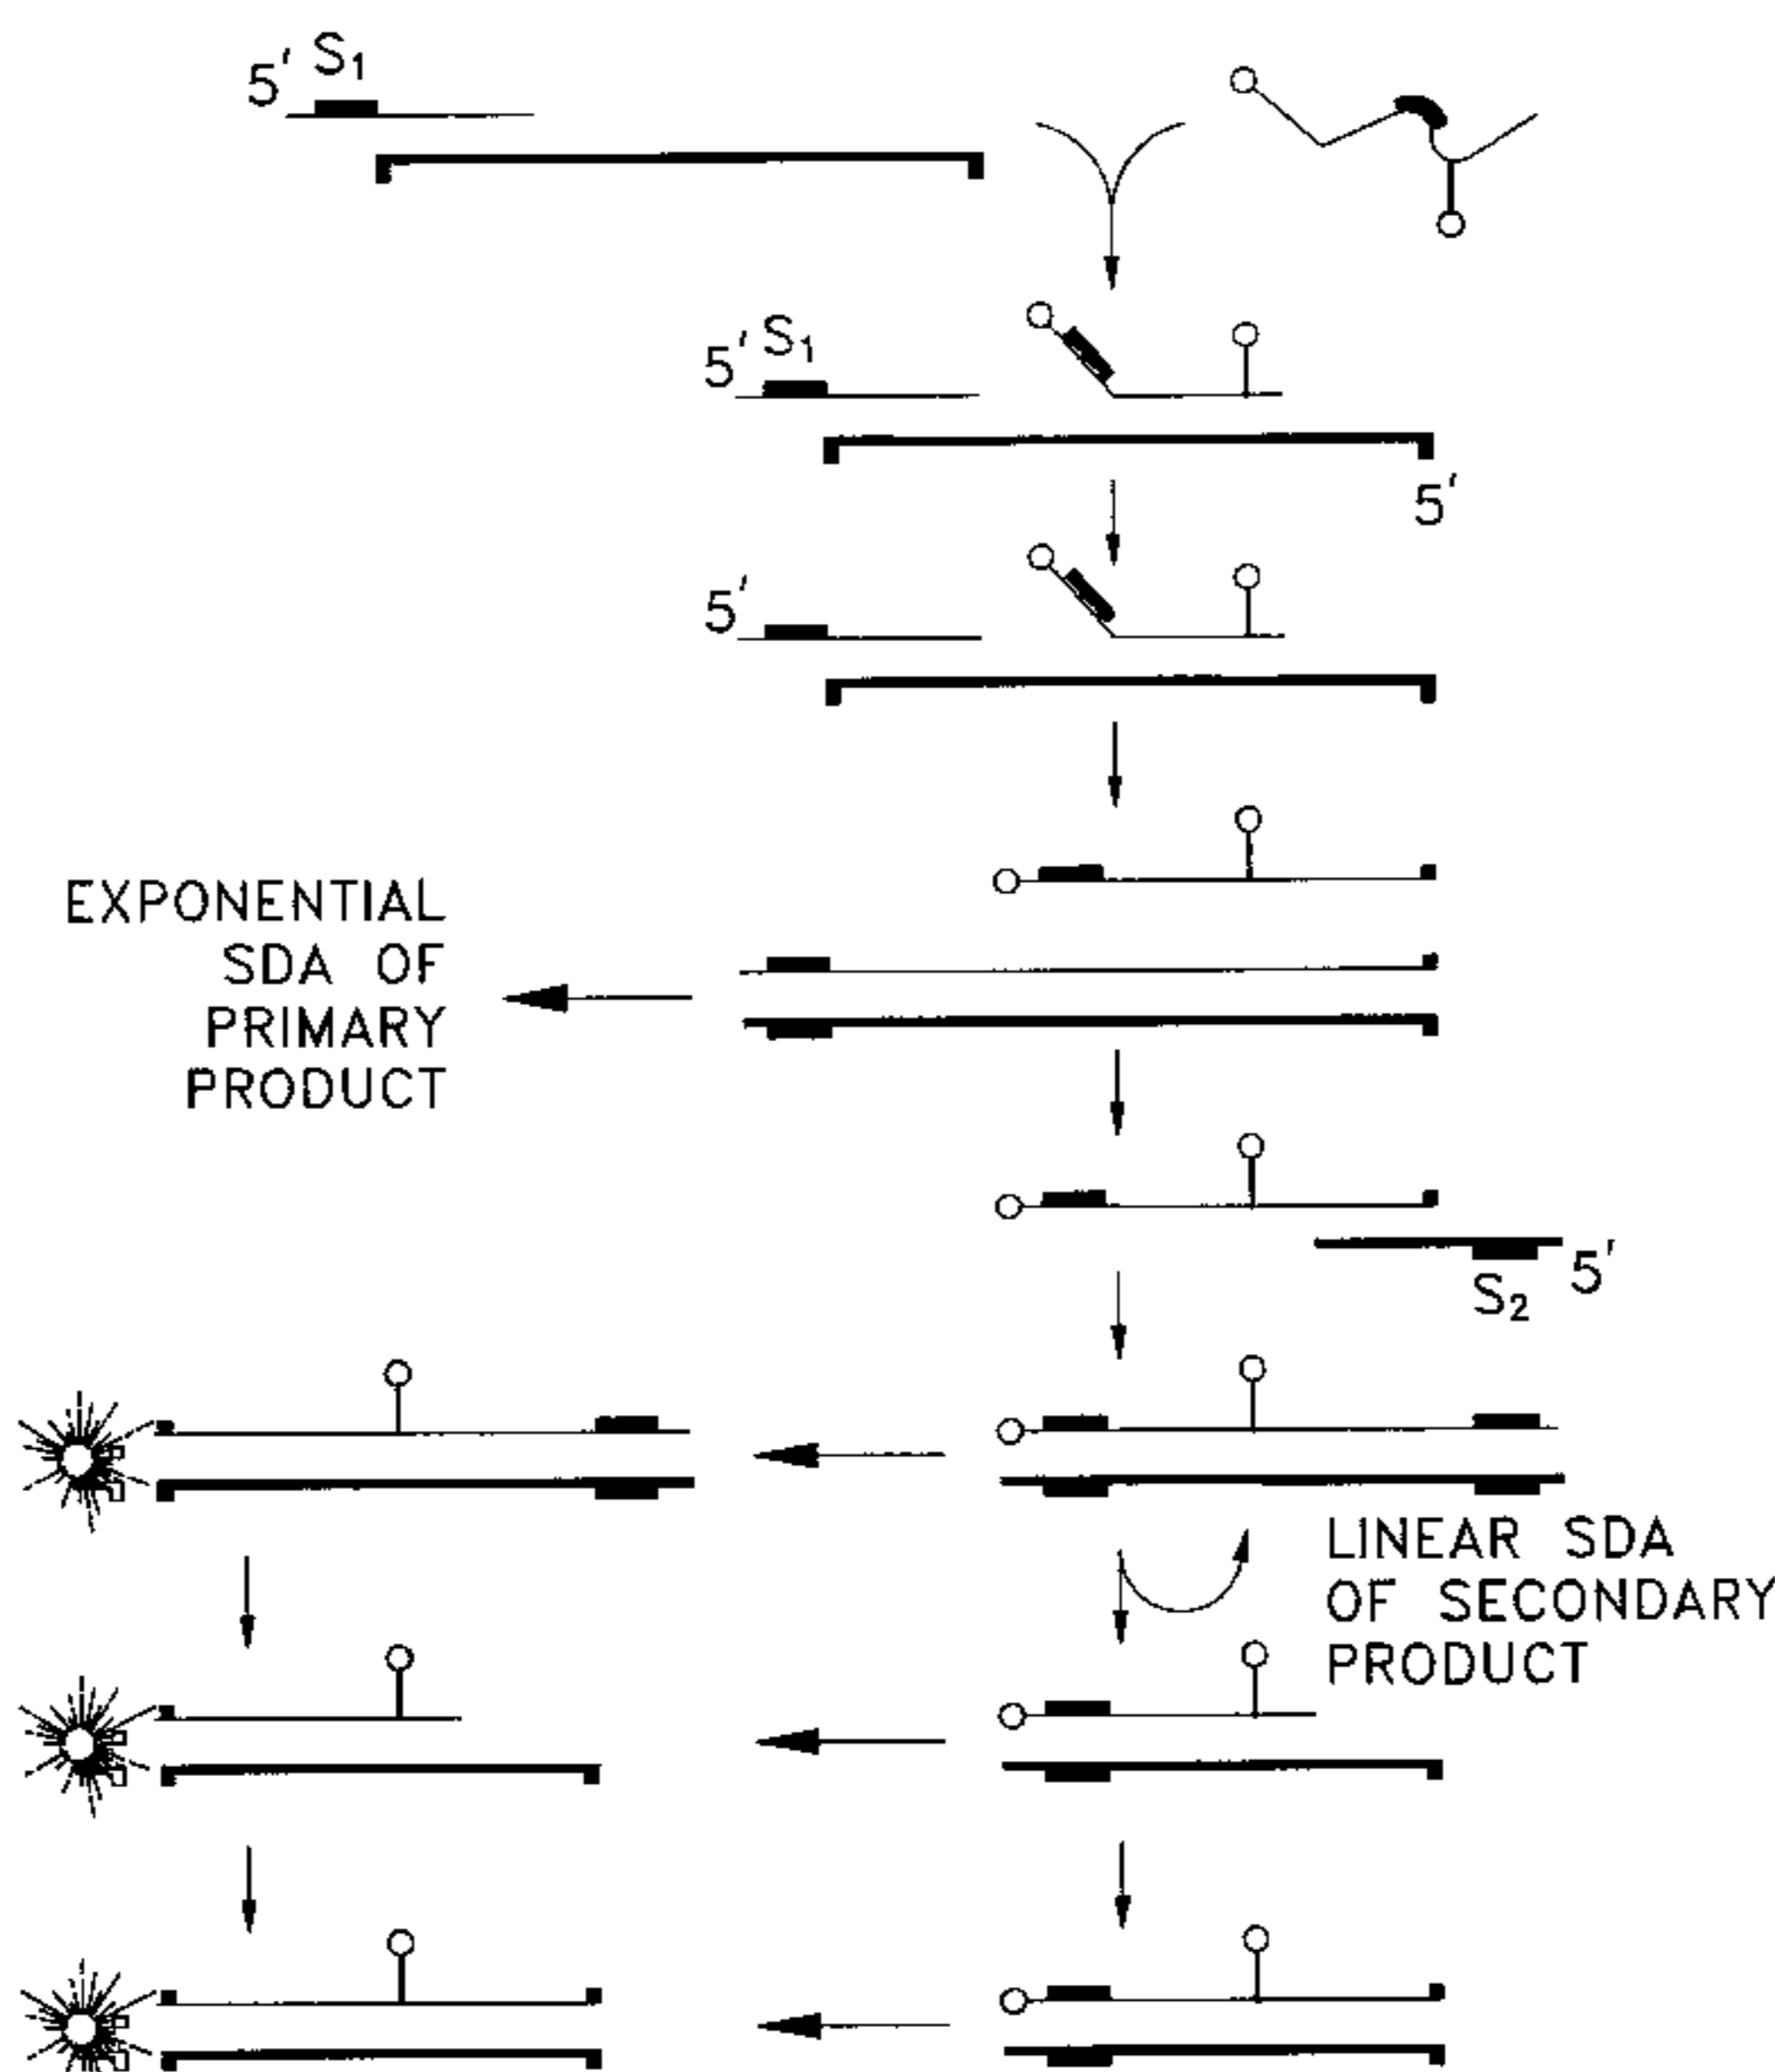 5' S1
5' S1
5'
5'
EXPONENTIAL
SDA OF
PRIMARY
PRODUCT
S2 5'
LINEAR SDA
OF SECONDARY
PRODUCT